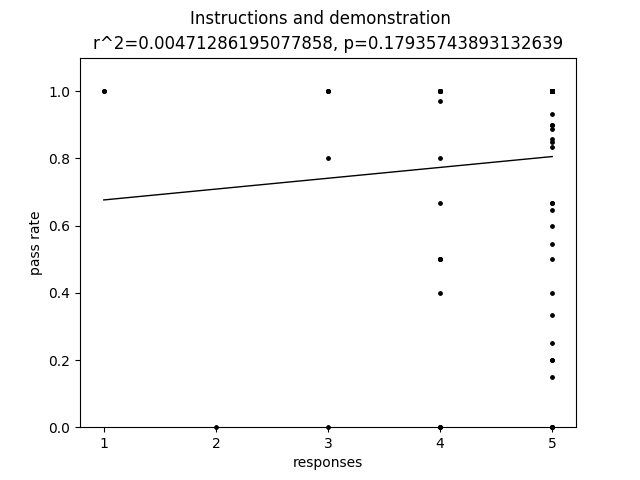 Instructions and demonstration
r^2=0.00471286195077858, p=0.17935743893132639
1.0
0.8
0.6
0.4
0.2
0.0
pass rate
1 2 3 4 5
responses